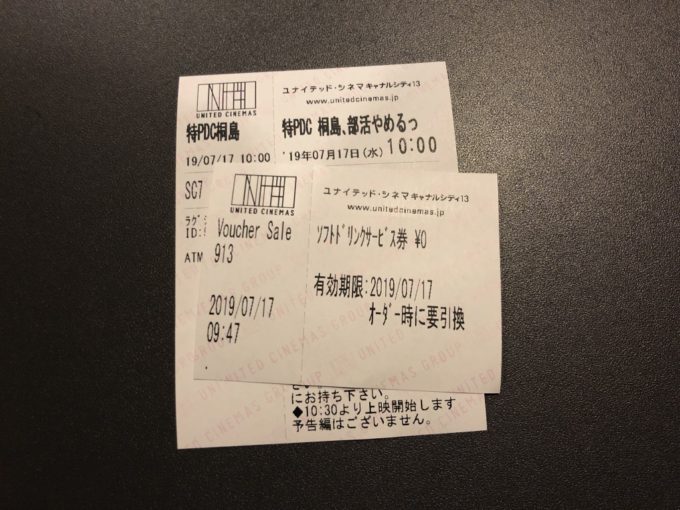 UNITED CINEMAS
ユナイテッド・シネマ キャナルシティ13
www.unitedcinemas.jp
特PDC桐島
特PDC 桐島、部活やめるっ
19/07/17 10:00
'19年07月17日(水) 10:00
SC7
ID:
ATM
UNITED CINEMAS
ユナイテッド・シネマ キャナルシティ13
www.unitedcinemas.jp
Voucher Sale
ソフトドリンクサービス券 ¥0
913
有効期限:2019/07/17
オーダー時に要引換
2019/07/17
09:47
にお持ち下さい。
◆10:30より上映開始します
予告編はございません。